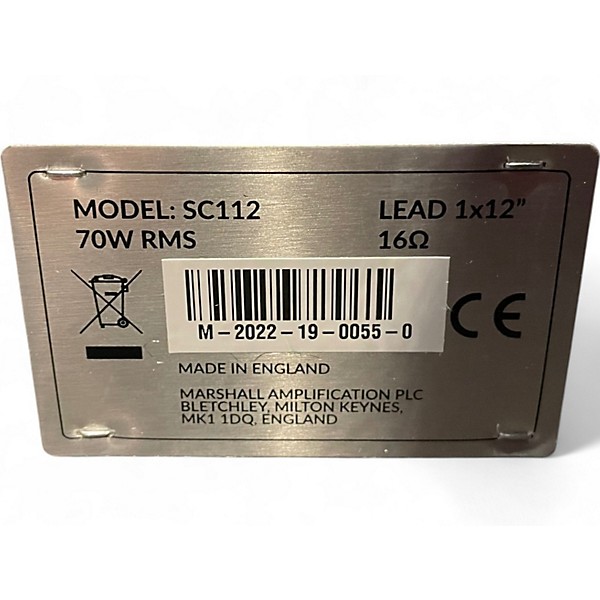 MODEL: SC112 LEAD 1x12”
70W RMS 16Ω
M-2022-19-0055-0
CE
MADE IN ENGLAND
MARSHALL AMPLIFICATION PLC
BLETCHLEY, MILTON KEYNES,
MK1 1DQ, ENGLAND